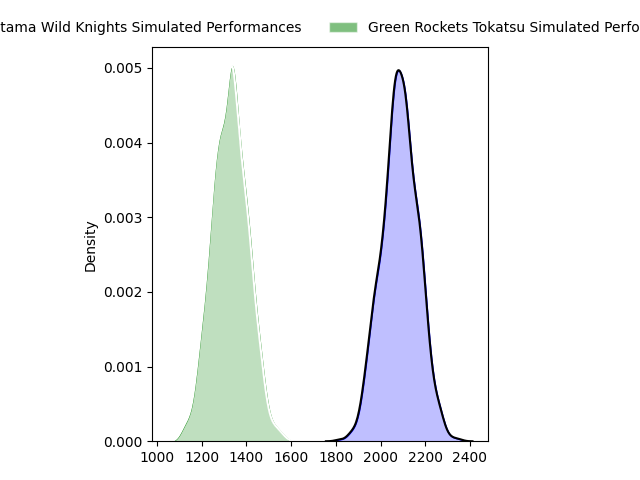 tama Wild Knights Simulated Performances
Green Rockets Tokatsu Simulated Perfo
Density
0.005
0.004
0.003
0.002
0.001
0.000
1000 1200 1400 1600 1800 2000 2200 2400